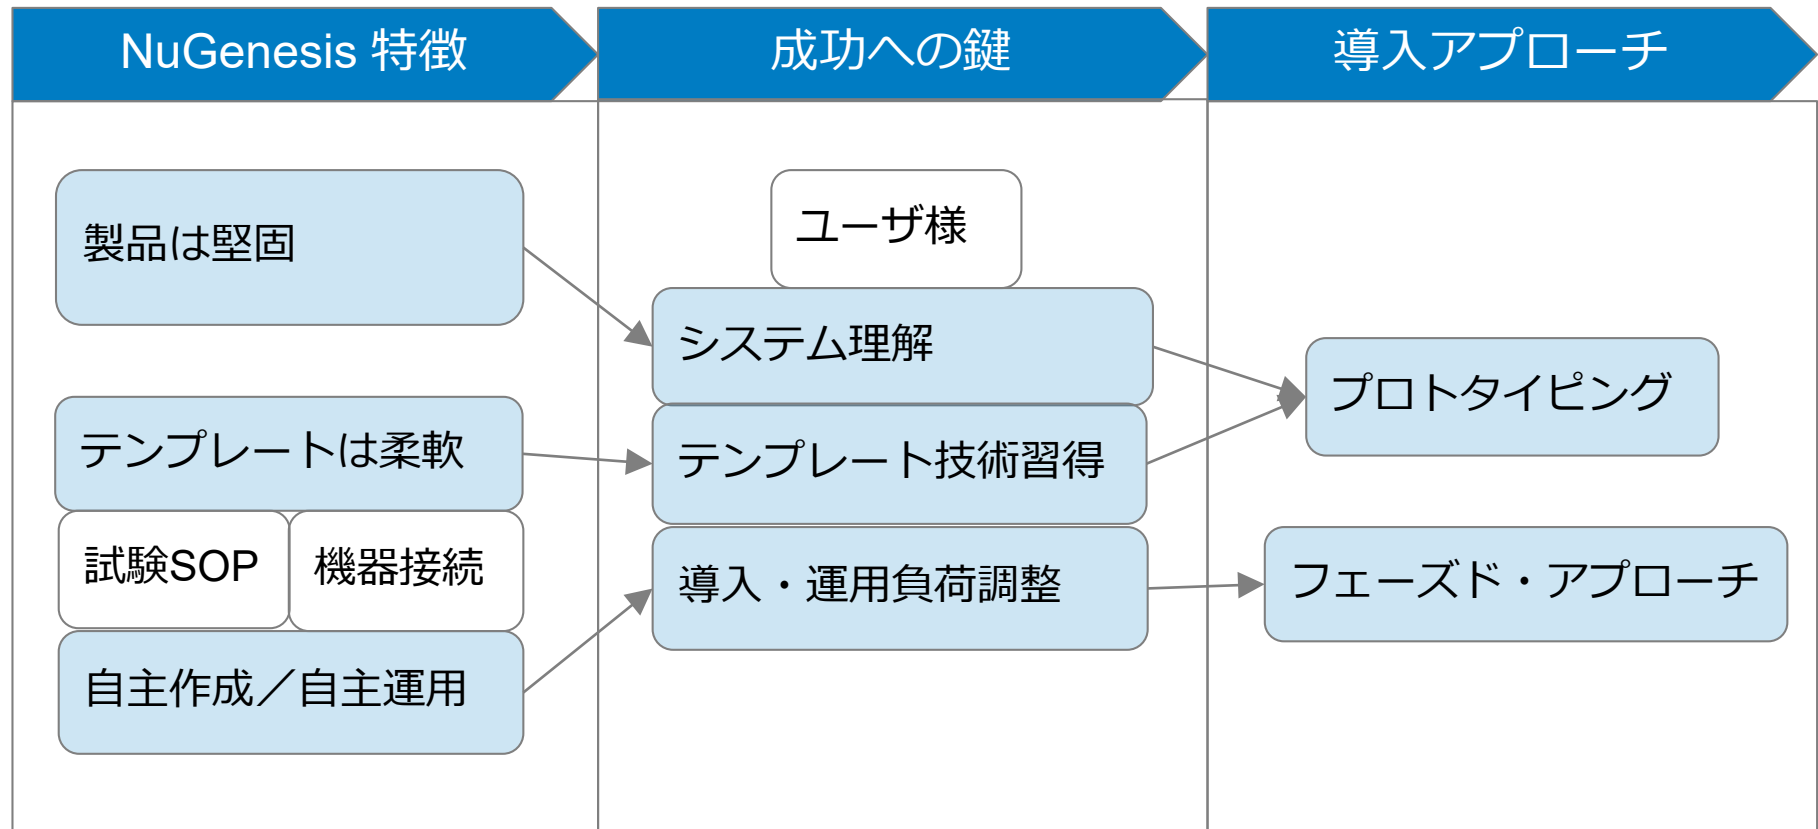 NuGenesis 特徴
成功への鍵
導入アプローチ
製品は堅固
テンプレートは柔軟
試験SOP
機器接続
自主作成／自主運用
ユーザ様
システム理解
テンプレート技術習得
導入・運用負荷調整
プロトタイピング
フェーズド・アプローチ